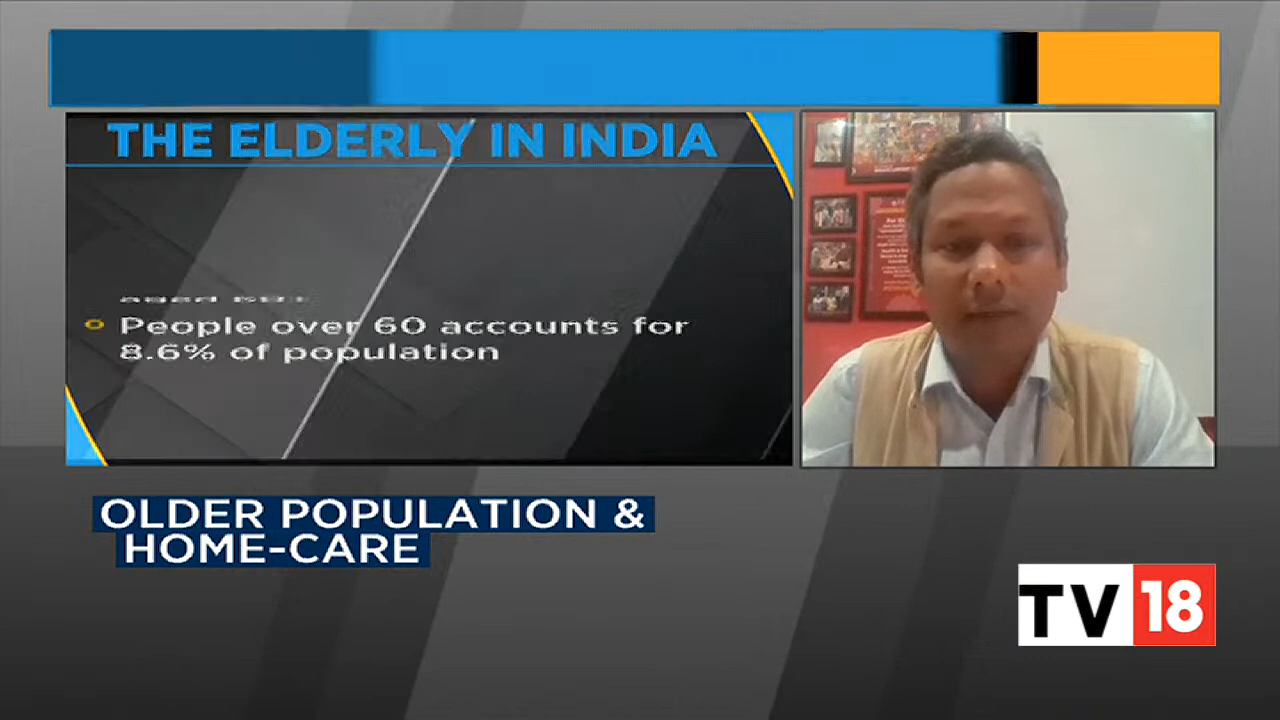 THE ELDERLY IN INDIA
People over 60 accounts for
8.6% of population
OLDER POPULATION &
HOME-CARE
TV18